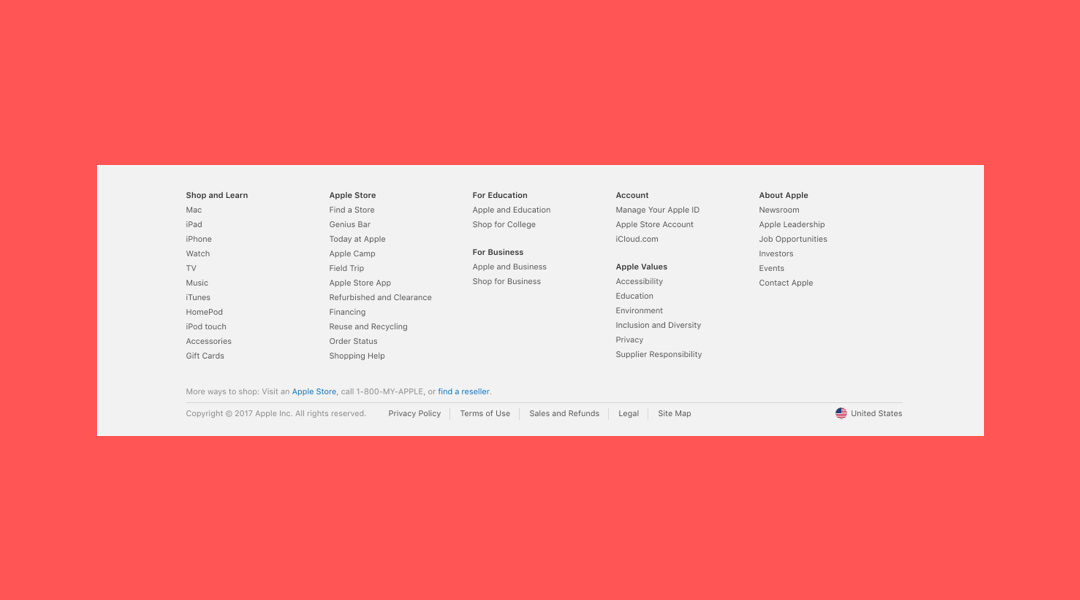 Shop and Learn
Mac
iPad
iPhone
Watch
TV
Music
iTunes
HomePod
iPod touch
Accessories
Gift Cards
Apple Store
Find a Store
Genius Bar
Today at Apple
Apple Camp
Field Trip
Apple Store App
Refurbished and Clearance
Financing
Reuse and Recycling
Order Status
Shopping Help
For Education
Apple and Education
Shop for College
For Business
Apple and Business
Shop for Business
Account
Manage Your Apple ID
Apple Store Account
iCloud.com
Apple Values
Accessibility
Education
Environment
Inclusion and Diversity
Privacy
Supplier Responsibility
About Apple
Newsroom
Apple Leadership
Job Opportunities
Investors
Events
Contact Apple
More ways to shop: Visit an Apple Store, call 1-800-MY-APPLE, or find a reseller.
Copyright © 2017 Apple Inc. All rights reserved. Privacy Policy Terms of Use Sales and Refunds Legal Site Map United States